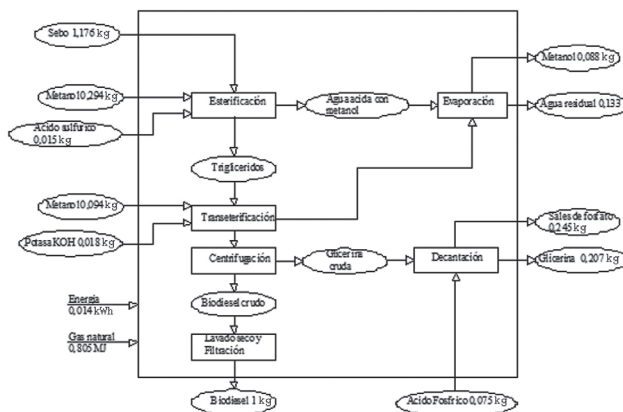 Sebo 1,176 kg
Metanol 0,088 kg
Metanol 0,294 kg
Esterificación
Agua acida con
metanol
Evaporación
Agua residual 0,133
Acido sulfurico
0,015 kg
Trigliceridos
Metanol 0,094 kg
Transeterificación
Sales de fosfato
0,245 kg
Potasa KOH 0,018 kg
Centrifugación
Glicerina
cruda
Decantación
Glicerina 0,207 kg
Energía
0,014 kWh
Biodiesel crudo
Gas natural
0,805 MJ
Lavado seco y
Filtración
Biodiesel 1 kg
Acido Fosfrico 0,075 kg